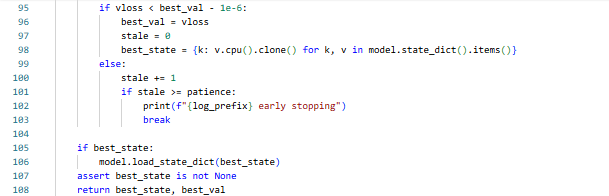 95 if vloss < best_val - 1e-6:
96 best_val = vloss
97 stale = 0
98 best_state = {k: v.cpu().clone() for k, v in model.state_dict().items()}
99 else:
100 stale += 1
101 if stale >= patience:
102 print(f"{log_prefix} early stopping")
103 break
104
105 if best_state:
106 model.load_state_dict(best_state)
107 assert best_state is not None
108 return best_state, best_val